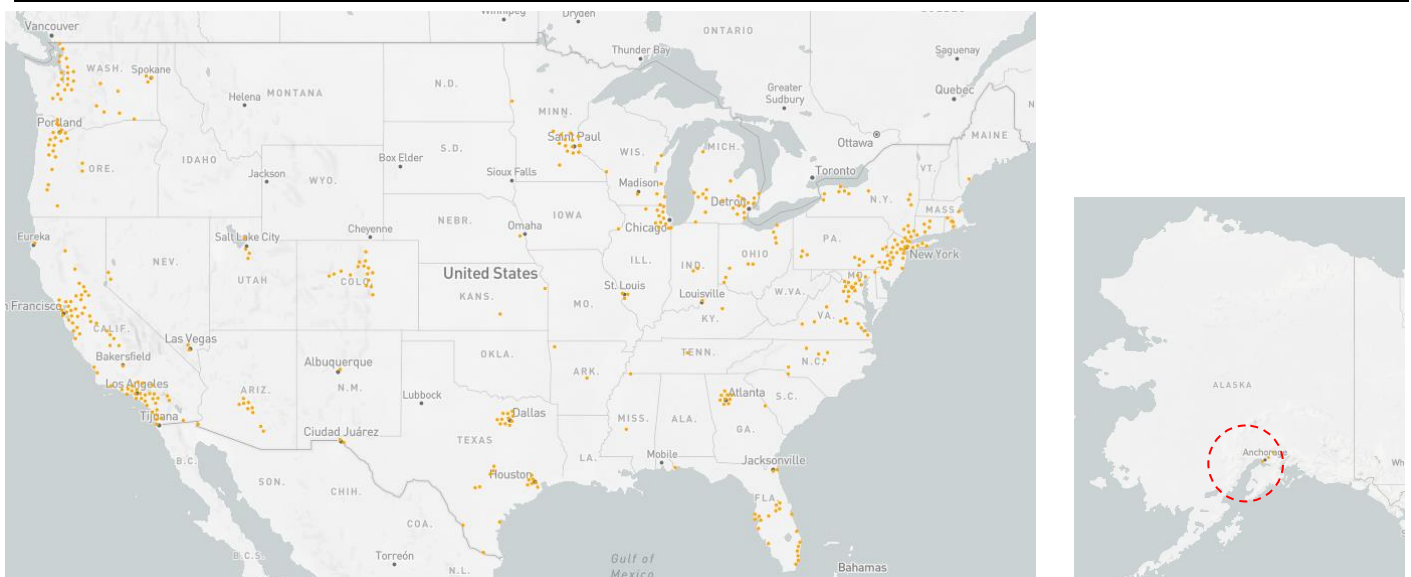 Winnipeg
Dryden
Vancouver
ONTARIO
Thunder Bay
Saguenay
WASH.
Spokane
N.D.
Helena
MONTANA
Greater
Sudbury
Quebec
MINN.
Portland
Saint Paul
Ottawa
MAINE
ORE.
IDAHO
Box Elder
S.D.
WIS.
MICH.
VT.
Jackson
WYO.
Sioux Falls
Toronto
Madison
Detroit
N.Y.
MASS.
NEBR.
Omaha
IOWA
Eureka
Salt Lake City
Cheyenne
Chicago
NEV.
PA.
New York
United States
ILL.
IND.
OHIO
UTAH
COLO.
KANS.
St. Louis
MD.
n Francisco
MO.
Louisville
W.VA.
VA.
CALIF.
KY.
Las Vegas
Bakersfield
Albuquerque
OKLA.
TENN.
N.C.
Los Angeles
ARIZ.
N.M.
Lubbock
ARK.
Atlanta
S.C.
Tijuana
Dallas
MISS.
ALA.
GA.
Ciudad Juárez
TEXAS
B.C.
LA.
Mobile
Jacksonville
SON.
CHIH.
Houston
FLA.
COA.
B.C.S.
Torreón
N.L.
Gulf of
Mexico
Bahamas
ALASKA
Anchorage
Wh